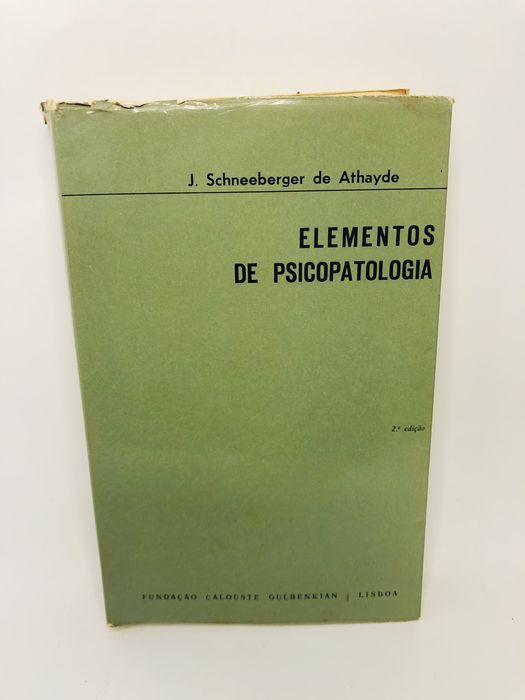 J. Schneeberger de Athayde
ELEMENTOS
DE PSICOPATOLOGIA
2.ª edição
FUNDAÇÃO CALOUSTE GULBENKIAN | LISBOA